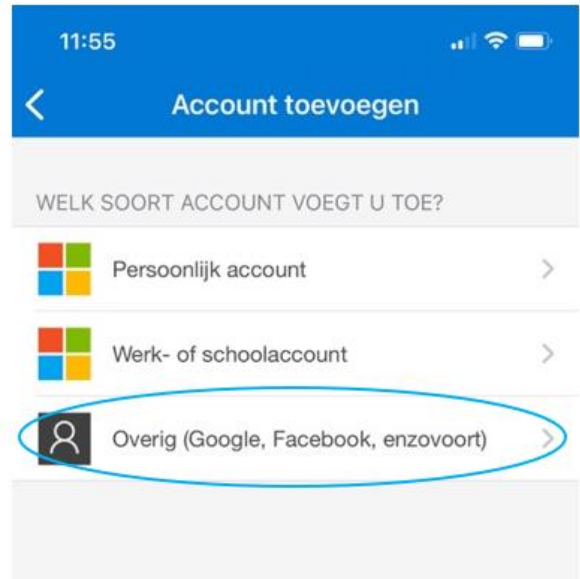 11:55
Account toevoegen
WELK SOORT ACCOUNT VOEGT U TOE?
Persoonlijk account
Werk- of schoolaccount
Overig (Google, Facebook, enzovoort)